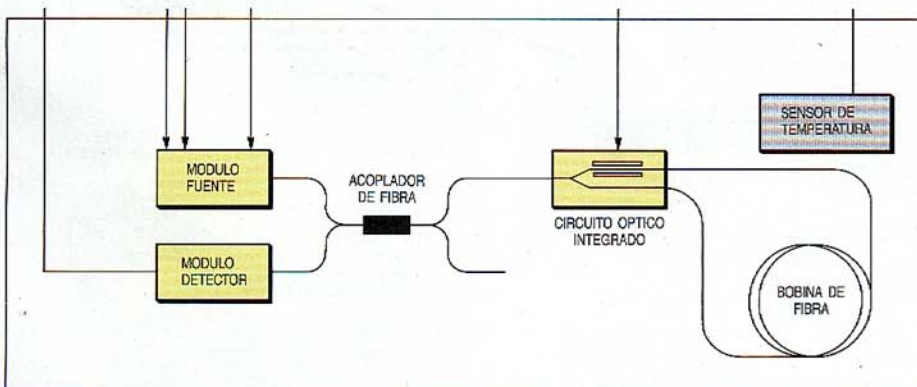 SENSOR DE
TEMPERATURA
MODULO
FUENTE
ACOPLADOR
DE FIBRA
CIRCUITO OPTICO
INTEGRADO
MODULO
DETECTOR
BOBINA DE
FIBRA